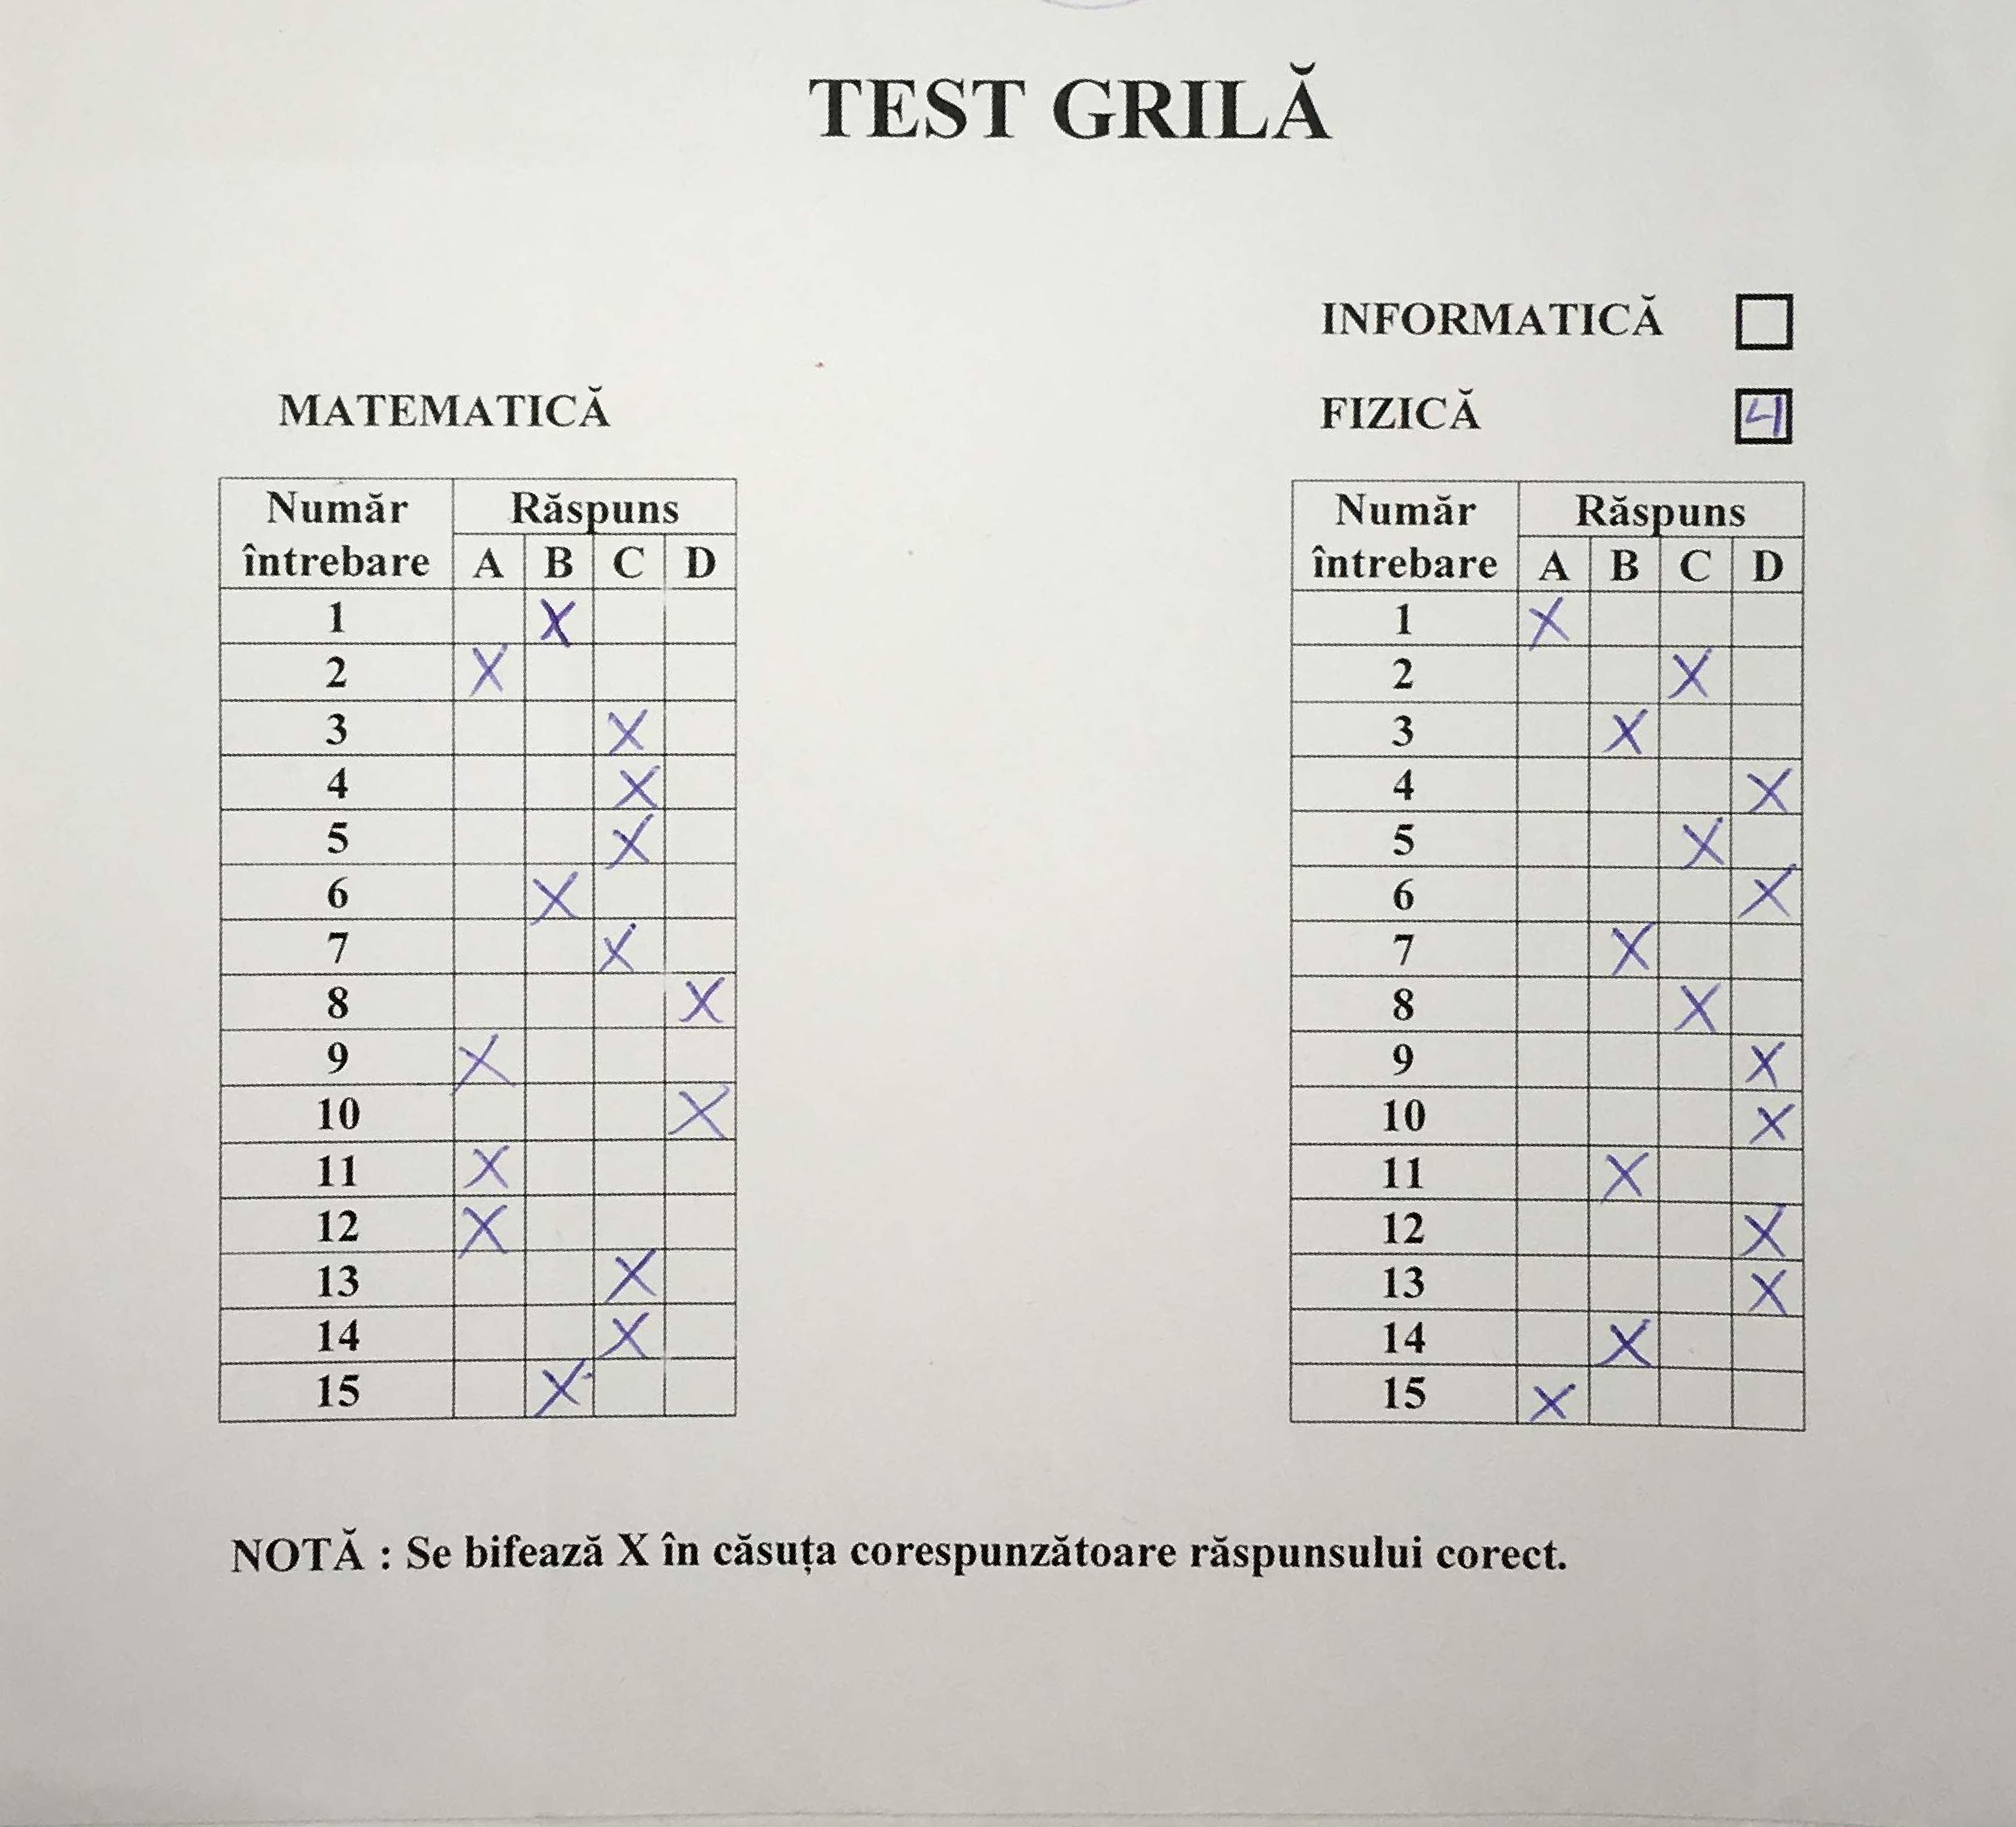 TEST GRILĂ
INFORMATICĂ
MATEMATICĂ
FIZICĂ 4
Număr întrebare Răspuns
A B C D
1 X
2 X
3 X
4 X
5 X
6 X
7 X
8 X
9 X
10 X
11 X
12 X
13 X
14 X
15 X
Număr întrebare Răspuns
A B C D
1 X
2 X
3 X
4 X
5 X
6 X
7 X
8 X
9 X
10 X
11 X
12 X
13 X
14 X
15 X
NOTĂ : Se bifează X în căsuța corespunzătoare răspunsului corect.